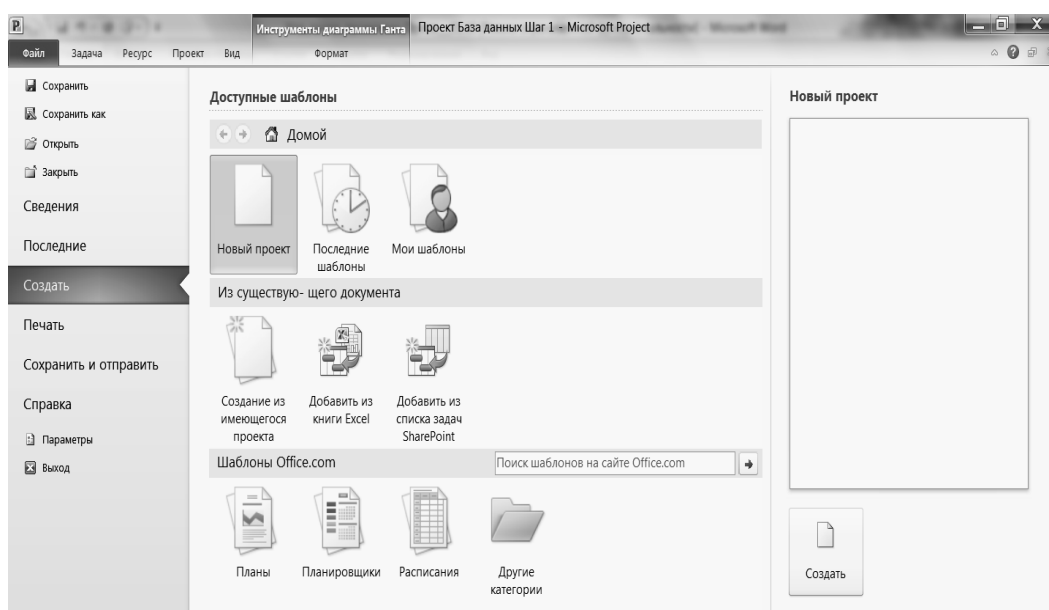 Инструменты диаграммы Ганта
Проект База данных Шаг 1 - Microsoft Project
Файл Задача Ресурс Проект Вид Формат
Сохранить
Сохранить как
Открыть
Закрыть
Сведения
Последние
Создать
Печать
Сохранить и отправить
Справка
Параметры
Выход
Доступные шаблоны
Домой
Новый проект
Последние
шаблоны
Мои шаблоны
Из существую- щего документа
Создание из
имеющегося
проекта
Добавить из
книги Excel
Добавить из
списка задач
SharePoint
Шаблоны Office.com
Поиск шаблонов на сайте Office.com
Планы
Планировщики
Расписания
Другие
категории
Новый проект
Создать